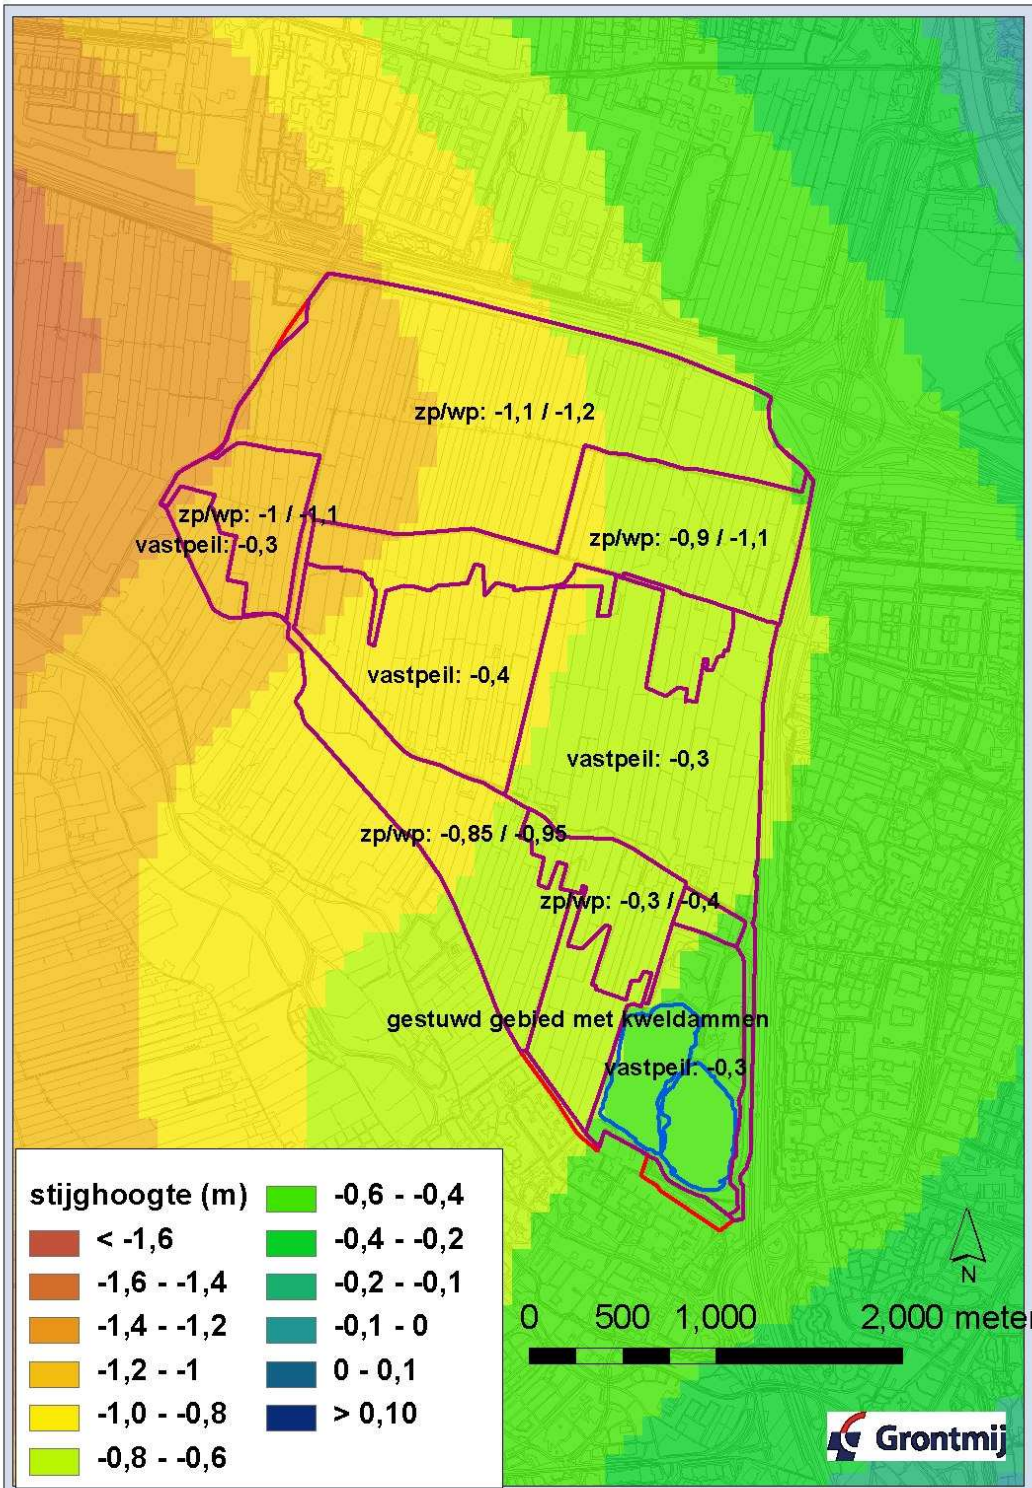 zp/wp: -1,1 / -1,2
zp/wp: -1 / -1,1
vastpeil: -0,3
zp/wp: -0,9 / -1,1
vastpeil: -0,4
vastpeil: -0,3
zp/wp: -0,85 / -0,95
zp/wp: -0,3 / -0,4
gestuwd gebied met kweldammen
vastpeil: -0,3
stijghoogte (m)
< -1,6
-1,6 - -1,4
-1,4 - -1,2
-1,2 - -1
-1,0 - -0,8
-0,8 - -0,6
-0,6 - -0,4
-0,4 - -0,2
-0,2 - -0,1
-0,1 - 0
0 - 0,1
> 0,10
N
0 500 1,000 2,000 meter
Grontmij